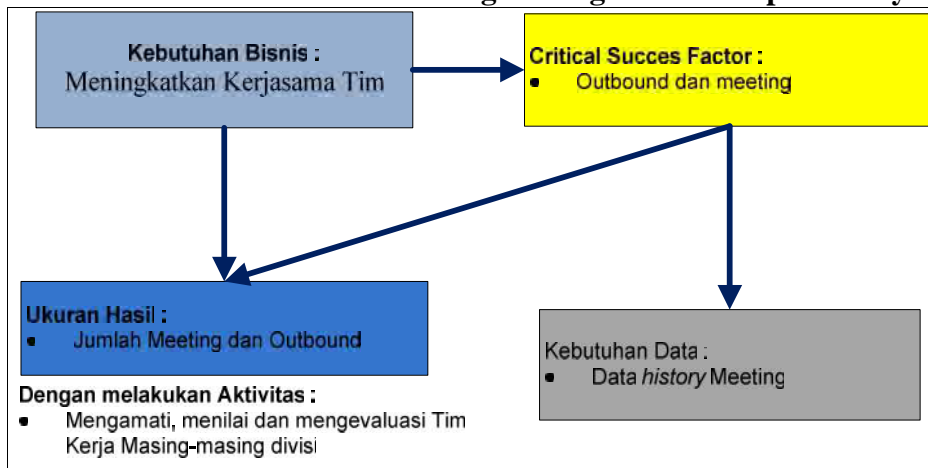 Kebutuhan Bisnis :
Meningkatkan Kerjasama Tim
Critical Succes Factor :
• Outbound dan meeting
Ukuran Hasil :
• Jumlah Meeting dan Outbound
Dengan melakukan Aktivitas :
• Mengamati, menilai dan mengevaluasi Tim
Kerja Masing-masing divisi
Kebutuhan Data :
• Data history Meeting